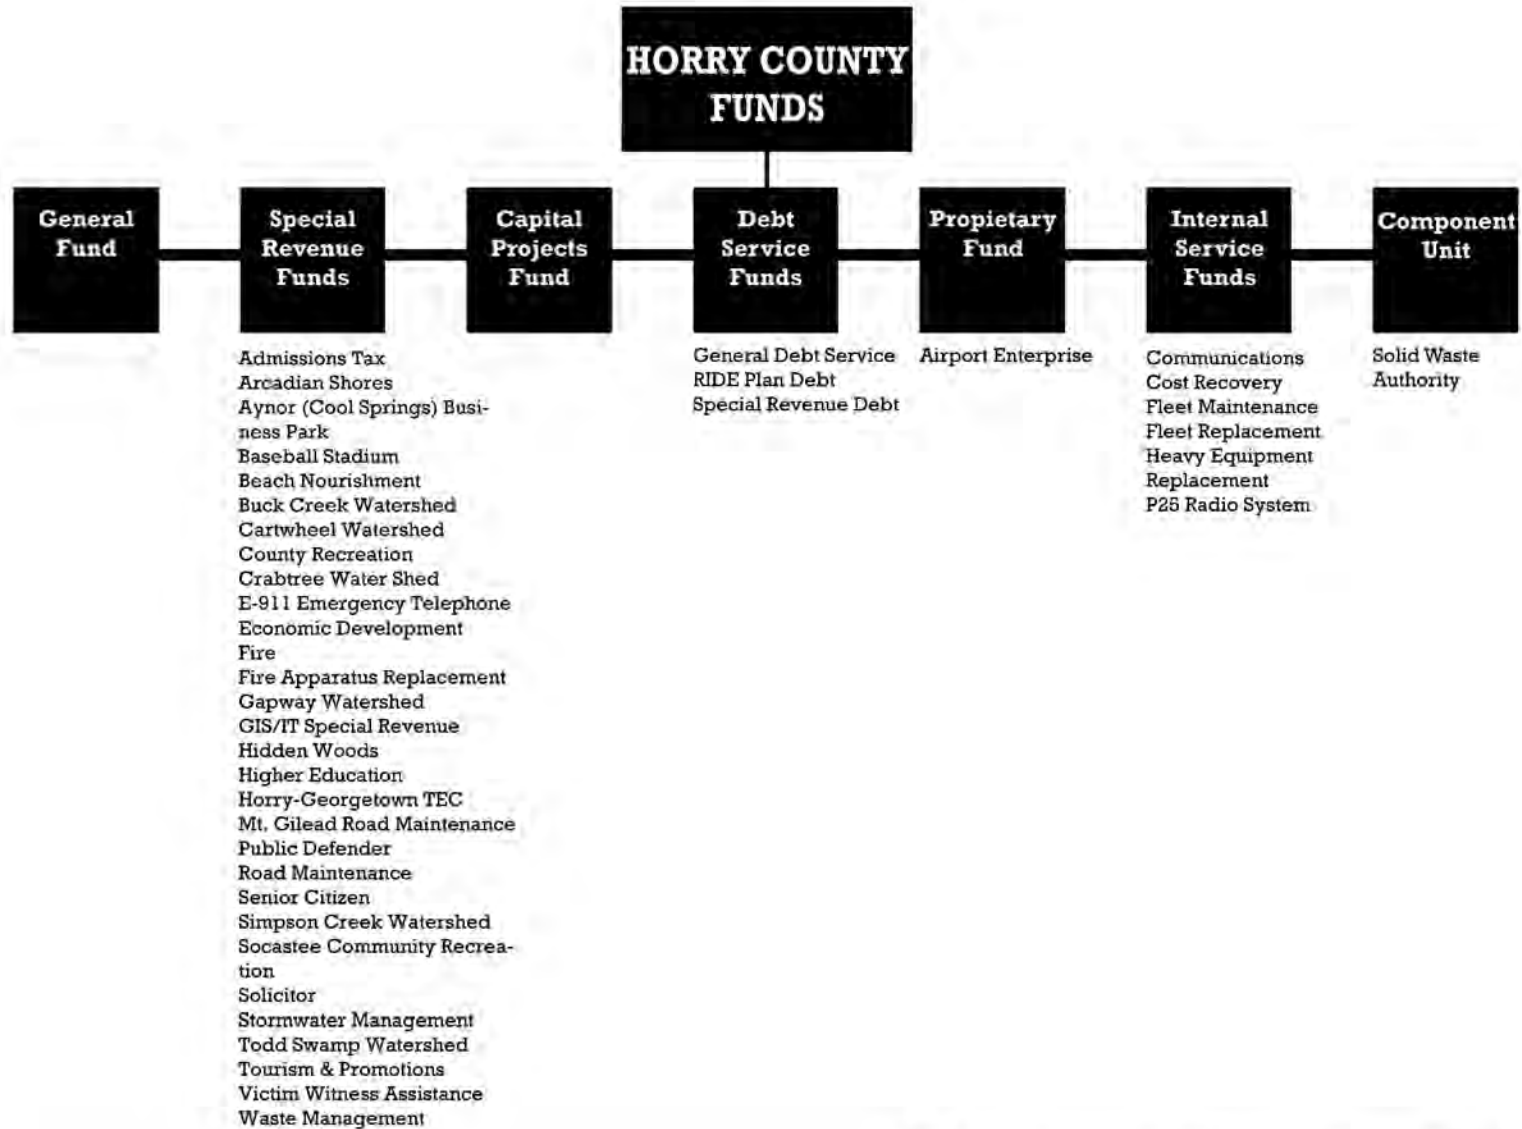 HORRY COUNTY
FUNDS
General
Fund
Special
Revenue
Funds
Capital
Projects
Fund
Debt
Service
Funds
Propietary
Fund
Internal
Service
Funds
Component
Unit
Admissions Tax
Arcadian Shores
Aynor (Cool Springs) Busi-
ness Park
Baseball Stadium
Beach Nourishment
Buck Creek Watershed
Cartwheel Watershed
County Recreation
Crabtree Water Shed
E-911 Emergency Telephone
Economic Development
Fire
Fire Apparatus Replacement
Gapway Watershed
GIS/IT Special Revenue
Hidden Woods
Higher Education
Horry-Georgetown TEC
Mt. Gilead Road Maintenance
Public Defender
Road Maintenance
Senior Citizen
Simpson Creek Watershed
Socastee Community Recrea-
tion
Solicitor
Stormwater Management
Todd Swamp Watershed
Tourism & Promotions
Victim Witness Assistance
Waste Management
General Debt Service
RIDE Plan Debt
Special Revenue Debt
Airport Enterprise
Communications
Cost Recovery
Fleet Maintenance
Fleet Replacement
Heavy Equipment
Replacement
P25 Radio System
Solid Waste
Authority